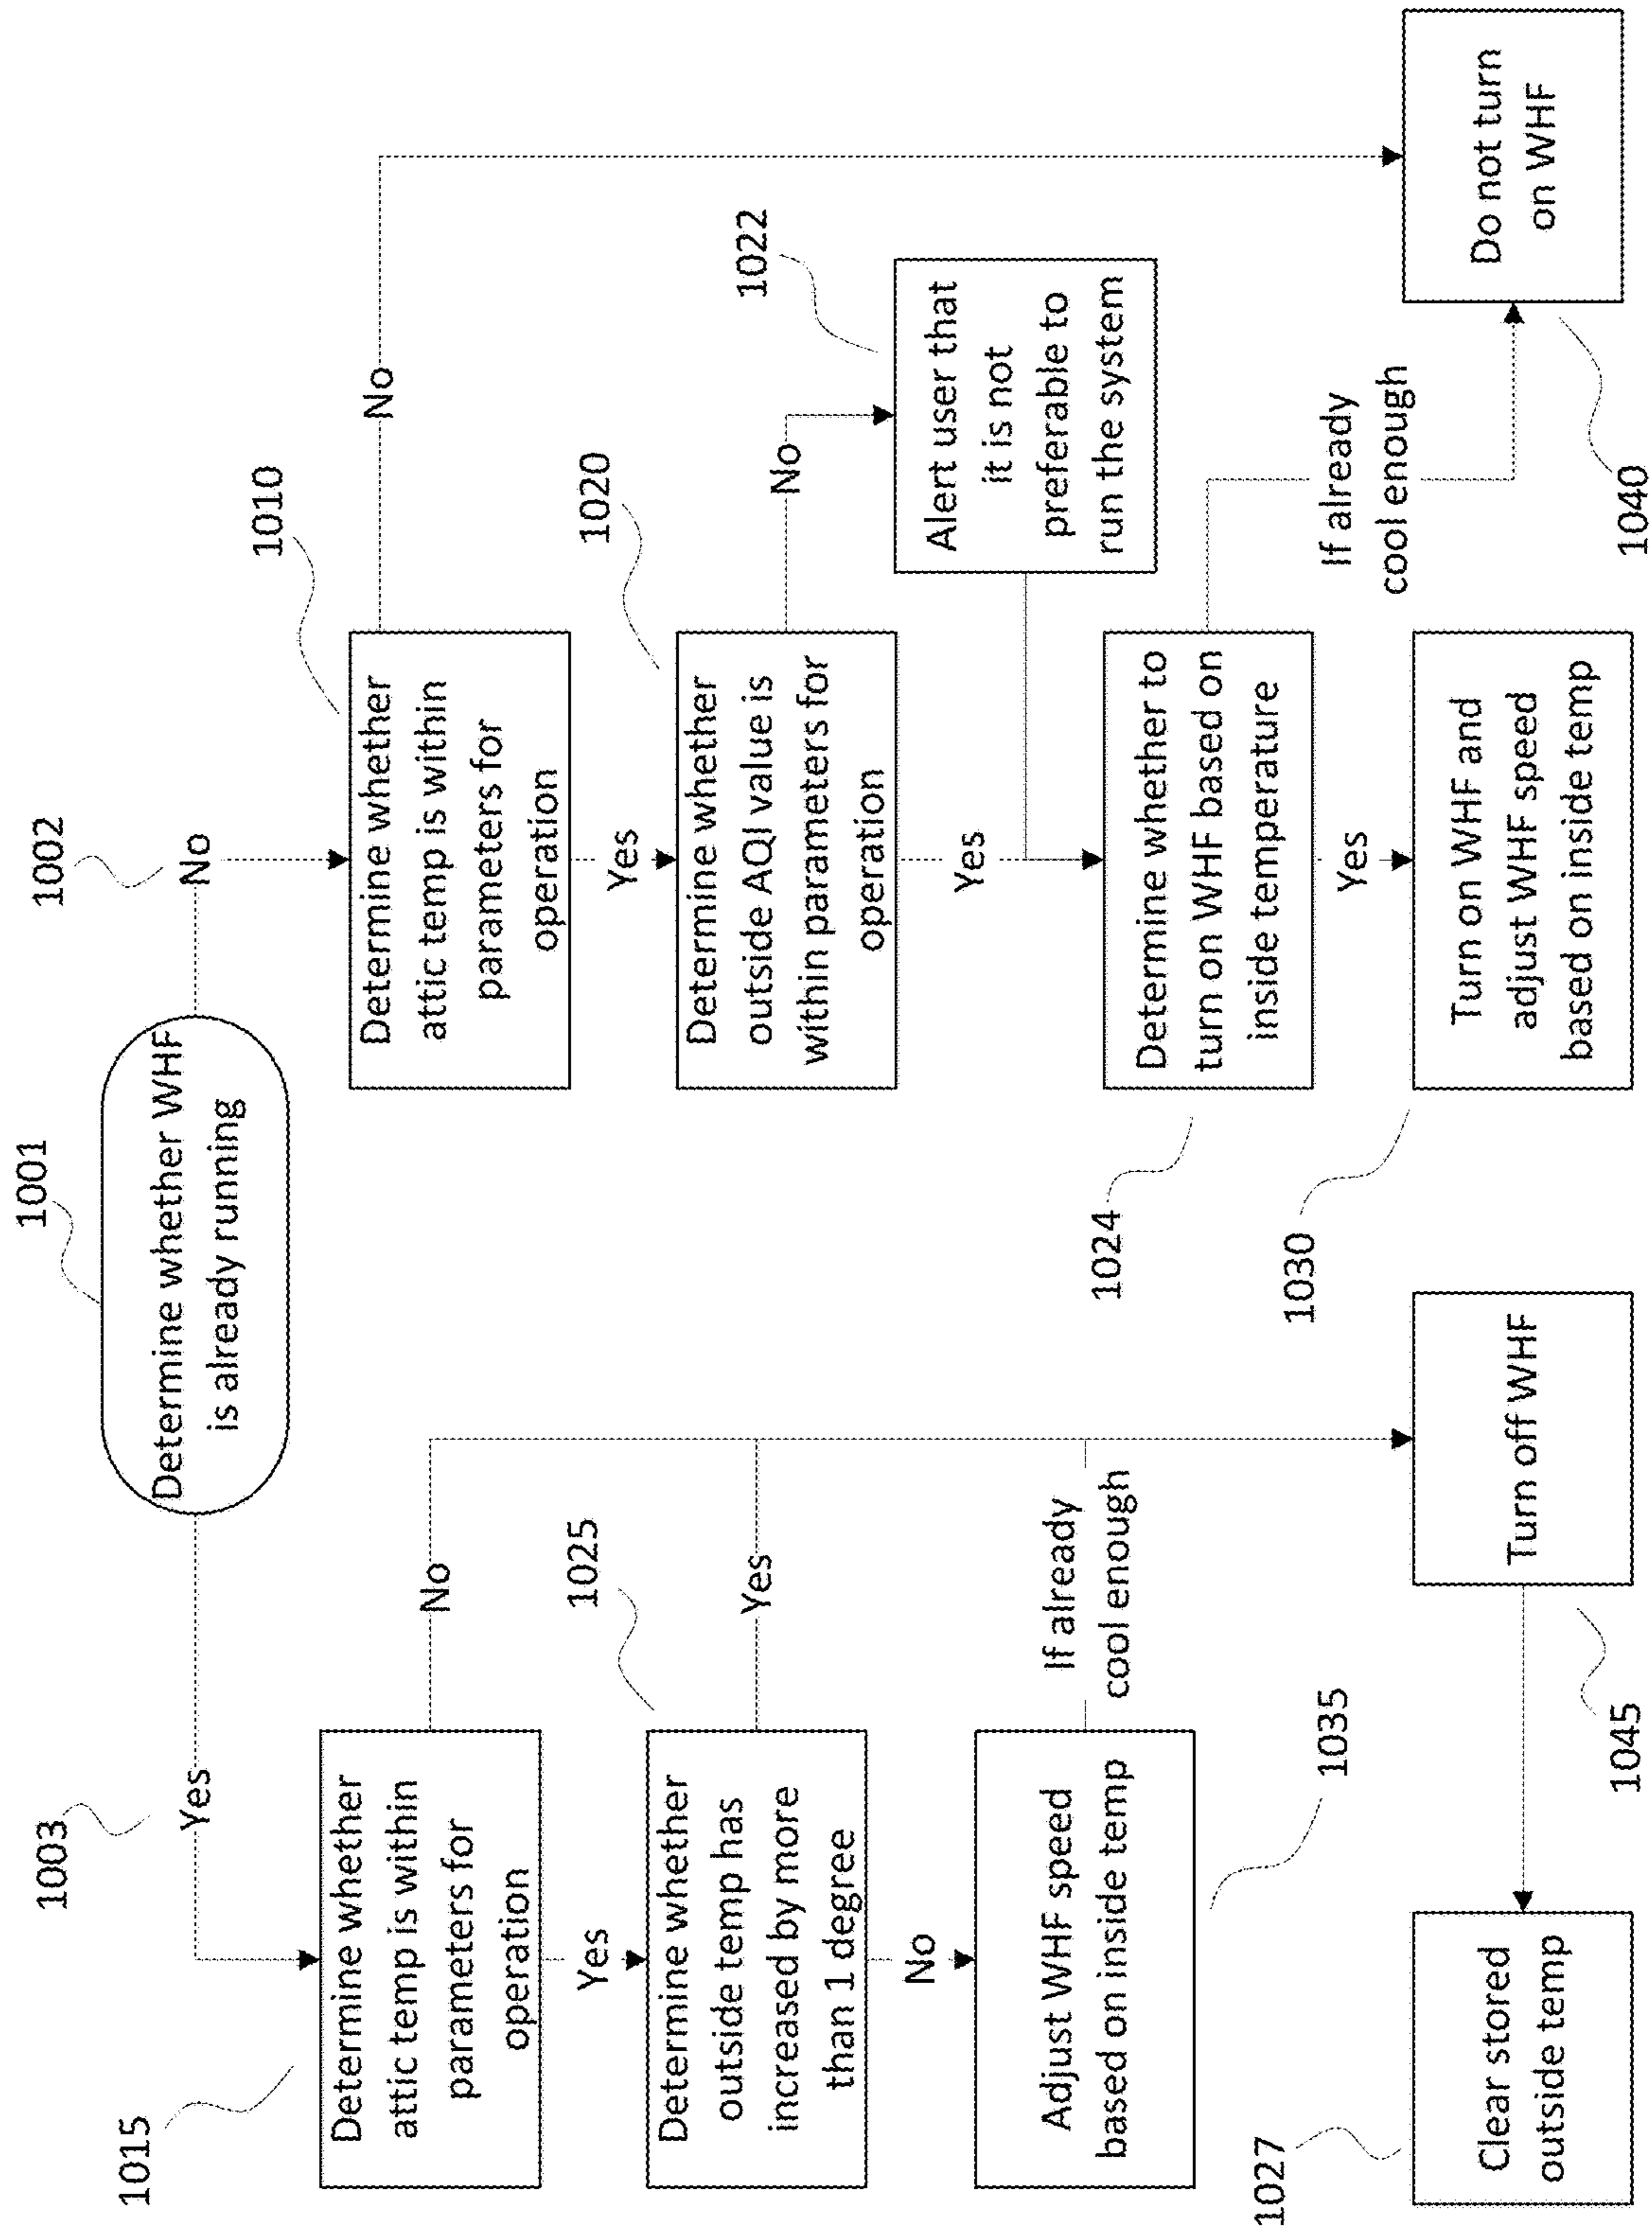 1001
Determine whether WHF
is already running
1002
No
1003
Yes
1010
Determine whether
attic temp is within
parameters for
operation
No
Yes
1020
Determine whether
outside AQI value is
within parameters for
operation
No
1022
Alert user that
it is not
preferable to
run the system
Yes
1024
Determine whether to
turn on WHF based on
inside temperature
If already
cool enough
Yes
1030
Turn on WHF and
adjust WHF speed
based on inside temp
1040
Do not turn
on WHF
1015
Determine whether
attic temp is within
parameters for
operation
No
Yes
1025
Determine whether
outside temp has
increased by more
than 1 degree
Yes
No
1035
Adjust WHF speed
based on inside temp
If already
cool enough
1045
Turn off WHF
1027
Clear stored
outside temp